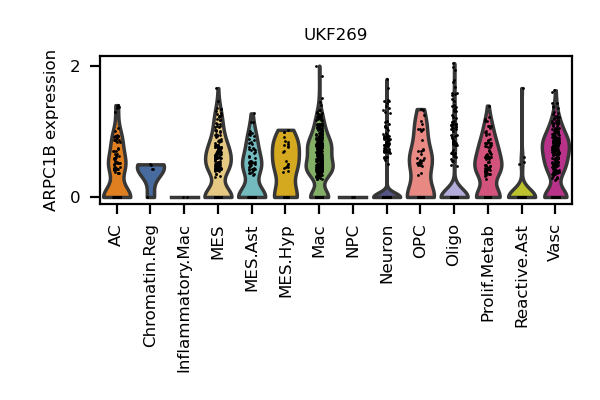 UKF269
ARPC1B expression
2
0
AC
Chromatin.Reg
Inflammatory.Mac
MES
MES.Ast
MES.Hyp
Mac
NPC
Neuron
OPC
Oligo
Prolif.Metab
Reactive.Ast
Vasc